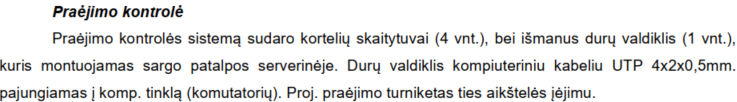 Praėjimo kontrolė
Praėjimo kontrolės sistemą sudaro kortelių skaitytuvai (4 vnt.), bei išmanus durų valdiklis (1 vnt.),
kuris montuojamas sargo patalpos serverinėje. Durų valdiklis kompiuteriniu kabeliu UTP 4x2x0,5mm.
pajungiamas į komp. tinklą (komutatorių). Proj. praėjimo turniketas ties aikštelės įėjimu.